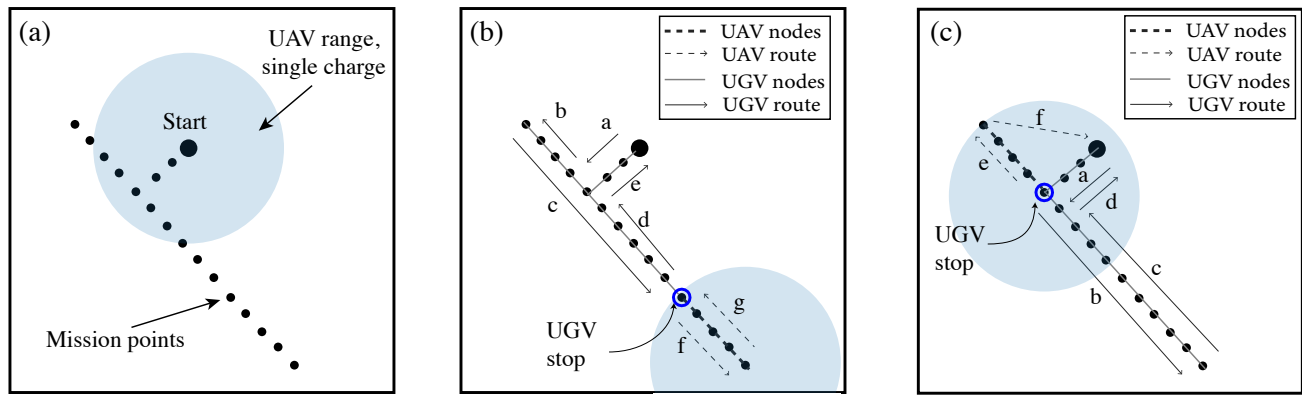 (a)
UAV range,
single charge
Start
Mission points
(b)
UAV nodes
UAV route
UGV nodes
UGV route
b
a
e
c
d
g
UGV
stop
f
(c)
UAV nodes
UAV route
UGV nodes
UGV route
f
e
a
d
UGV
stop
c
b